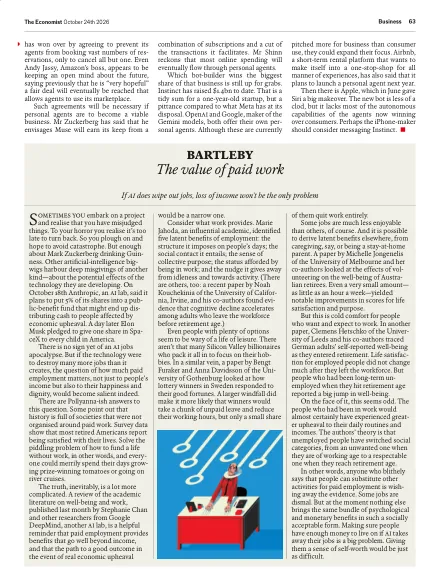 The Economist October 24th 2026
Business 63
has won over by agreeing to prevent its
agents from booking vast numbers of res-
ervations, only to cancel all but one. Even
Andy Jassy, Amazon's boss, appears to be
keeping an open mind about the future,
saying previously that he is "very hopeful"
a fair deal will eventually be reached that
allows agents to use its marketplace.
Such agreements will be necessary if
personal agents are to become a viable
business. Mr Zuckerberg has said that he
envisages Muse will earn its keep from a
combination of subscriptions and a cut of
the transactions it facilitates. Mr Shinn
reckons that most online spending will
eventually flow through personal agents.
Which bot-builder wins the biggest
share of that business is still up for grabs
Instinct has raised $1.4bn to date. That is a
tidy sum for a one-year-old startup, but a
pittance compared to what Meta has at its
disposal. OpenAI and Google, maker of the
Gemini models, both offer their own per-
sonal agents. Although these are currently
pitched more for business than consumer
use, they could expand their focus. Airbnb,
a short-term rental platform that wants to
make itself into a one-stop-shop for all
manner of experiences, has also said that it
plans to launch a personal agent next year.
Then there is Apple, which in June gave
Siri a big makeover. The new bot is less of a
clod, but it lacks most of the autonomous
capabilities of the agents now winning
over consumers. Perhaps the iPhone-maker
should consider messaging Instinct. ■
BARTLEBY
The value of paid work
If AI does wipe out jobs, loss of income won't be the only problem
SOMETIMES YOU embark on a project
and realise that you have misjudged
things. To your horror you realise it's too
late to turn back. So you plough on and
hope to avoid catastrophe. But enough
about Mark Zuckerberg drinking Guin-
ness. Other artificial-intelligence big-
wigs harbour deep misgivings of another
kind—about the potential effects of the
technology they are developing. On
October 18th Anthropic, an AI lab, said it
plans to put 5% of its shares into a pub-
lic-benefit fund that might end up dis-
tributing cash to people affected by
economic upheaval. A day later Elon
Musk pledged to give one share in Spa-
ceX to every child in America.
There is no sign yet of an AI jobs
apocalypse. But if the technology were
to destroy many more jobs than it
creates, the question of how much paid
employment matters, not just to people's
income but also to their happiness and
dignity, would become salient indeed.
There are Pollyanna-ish answers to
this question. Some point out that
history is full of societies that were not
organised around paid work. Survey data
show that most retired Americans report
being satisfied with their lives. Solve the
piddling problem of how to fund a life
without work, in other words, and every-
one could merrily spend their days grow-
ing prize-winning tomatoes or going on
river cruises.
The truth, inevitably, is a lot more
complicated. A review of the academic
literature on well-being and work,
published last month by Stephanie Chan
and other researchers from Google
DeepMind, another AI lab, is a helpful
reminder that paid employment provides
benefits that go well beyond income,
and that the path to a good outcome in
the event of real economic upheaval
would be a narrow one.
Consider what work provides. Marie
Jahoda, an influential academic, identified
five latent benefits of employment: the
structure it imposes on people's days; the
social contact it entails, the sense of
collective purpose; the status afforded by
being in work; and the nudge it gives away
from idleness and towards activity. (There
are others, too: a recent paper by Noah
Kouchekinia of the University of Califor-
nia, Irvine, and his co-authors found evi-
dence that cognitive decline accelerates
among adults who leave the workforce
before retirement age.)
Even people with plenty of options
seem to be wary of a life of leisure. There
aren't that many Silicon Valley billionaires
who pack it all in to focus on their hob-
bies. In a similar vein, a paper by Bengt
Furaker and Anna Davidsson of the Uni-
versity of Gothenburg looked at how
lottery winners in Sweden responded to
their good fortunes. A larger windfall did
make it more likely that winners would
take a chunk of unpaid leave and reduce
their working hours, but only a small share
of them quit work entirely.
Some jobs are much less enjoyable
than others, of course. And it is possible
to derive latent benefits elsewhere, from
caregiving, say, or being a stay-at-home
parent. A paper by Michelle Jongenelis
of the University of Melbourne and her
co-authors looked at the effects of vol-
unteering on the well-being of Austra-
lian retirees. Even a very small amount—
as little as an hour a week—yielded
notable improvements in scores for life
satisfaction and purpose.
But this is cold comfort for people
who want and expect to work. In another
paper, Clemens Hetschko of the Univer-
sity of Leeds and his co-authors traced
German adults' self-reported well-being
as they entered retirement. Life satisfac-
tion for employed people did not change
much after they left the workforce. But
people who had been long-term un-
employed when they hit retirement age
reported a big jump in well-being.
On the face of it, this seems odd. The
people who had been in work would
almost certainly have experienced great-
er upheaval to their daily routines and
incomes. The authors' theory is that
unemployed people have switched social
categories, from an unwanted one when
they are of working age to a respectable
one when they reach retirement age.
In other words, anyone who blithely
says that people can substitute other
activities for paid employment is wish-
ing away the evidence. Some jobs are
dismal. But at the moment nothing else
brings the same bundle of psychological
and monetary benefits in such a socially
acceptable form. Making sure people
have enough money to live on if AI takes
away their jobs is a big problem. Giving
them a sense of self-worth would be just
as difficult.